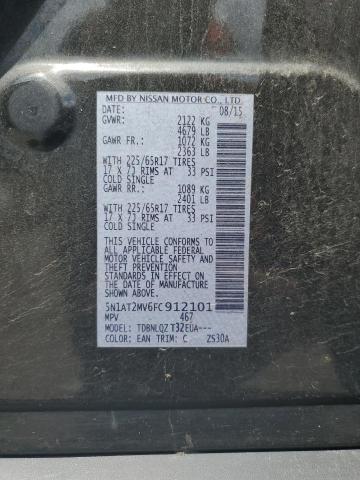 MFD BY NISSAN MOTOR CO., LTD.
DATE: 08/15
GVWR: 2122 KG
4679 LB
GAWR FR.: 1072 KG
2363 LB
WITH 225/65R17 TIRES
17 X 7J RIMS AT 33 PSI
COLD SINGLE
GAWR RR.: 1089 KG
2401 LB
WITH 225/65R17 TIRES
17 X 7J RIMS AT 33 PSI
COLD SINGLE
THIS VEHICLE CONFORMS
TO ALL APPLICABLE FEDERAL
MOTOR VEHICLE SAFETY
STANDARDS AND THEFT
PREVENTION STANDARDS
IN EFFECT ON THE DATE OF
MANUFACTURE SHOWN ABOVE.
5N1AT2MV6FC912101
MPV 467
MODEL: TDBNLQZ T32EUA---
COLOR: EAN TRIM: C ZS30A